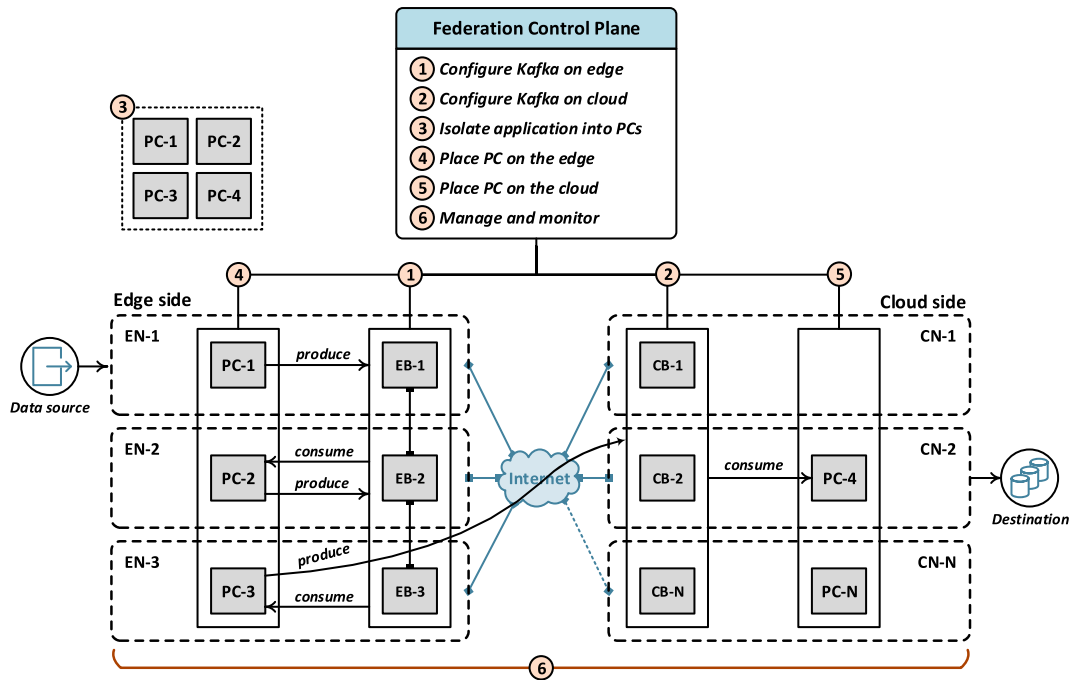 Federation Control Plane
1 Configure Kafka on edge
2 Configure Kafka on cloud
3 Isolate application into PCs
4 Place PC on the edge
5 Place PC on the cloud
6 Manage and monitor
3
PC-1 PC-2
PC-3 PC-4
4 1 2 5
Edge side Cloud side
EN-1 CN-1
PC-1 produce EB-1 CB-1
Data source
EN-2 CN-2
PC-2 consume produce EB-2 Internet CB-2 consume PC-4
Destination
EN-3 CN-N
PC-3 produce consume EB-3 CB-N PC-N
6